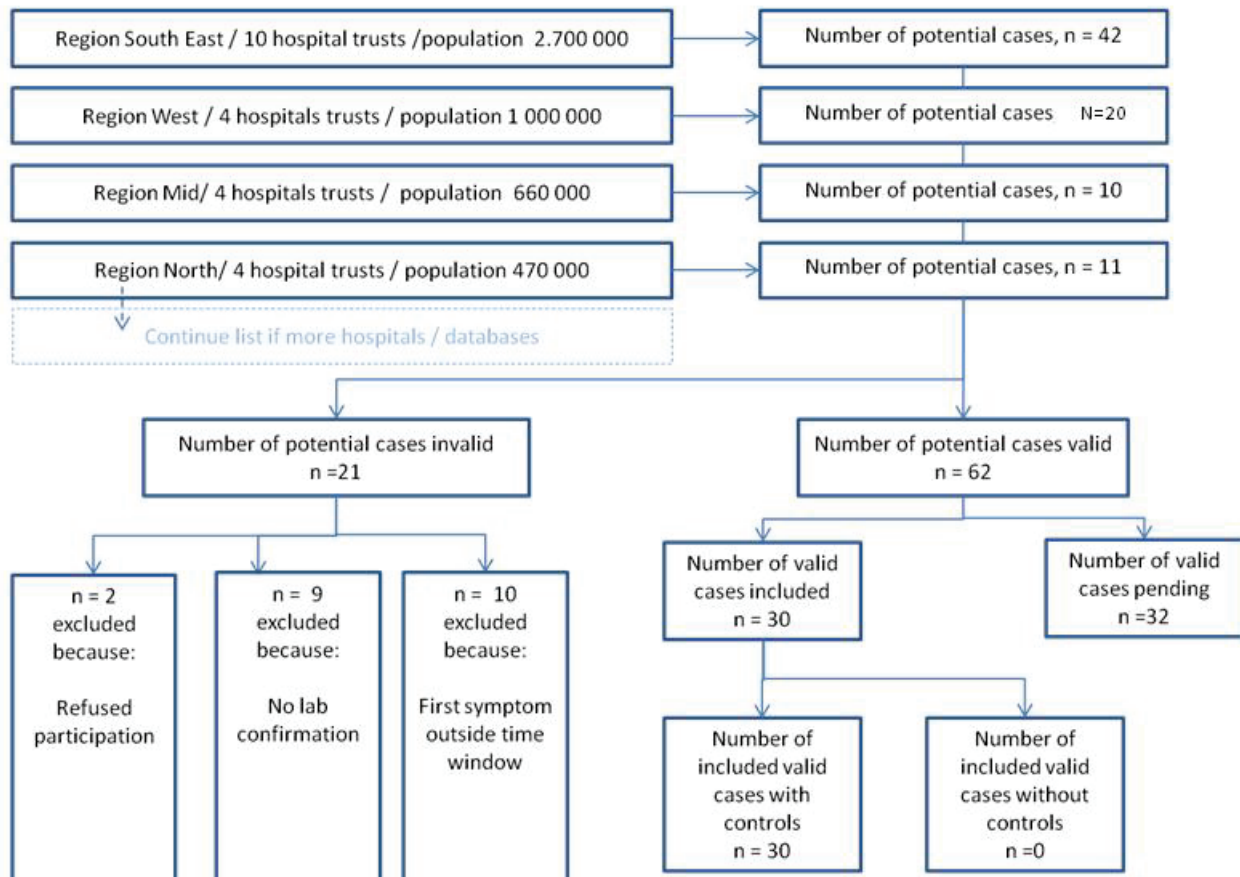 Region South East / 10 hospital trusts /population 2.700 000
Number of potential cases, n = 42
Region West / 4 hospitals trusts / population 1 000 000
Number of potential cases N=20
Region Mid/ 4 hospitals trusts / population 660 000
Number of potential cases, n = 10
Region North/ 4 hospital trusts / population 470 000
Number of potential cases, n = 11
Continue list if more hospitals / databases
Number of potential cases invalid
n =21
Number of potential cases valid
n = 62
n = 2
excluded
because:
Refused
participation
n = 9
excluded
because:
No lab
confirmation
n = 10
excluded
because:
First symptom
outside time
window
Number of valid
cases included
n = 30
Number of valid
cases pending
n =32
Number of
included valid
cases with
controls
n = 30
Number of
included valid
cases without
controls
n =0